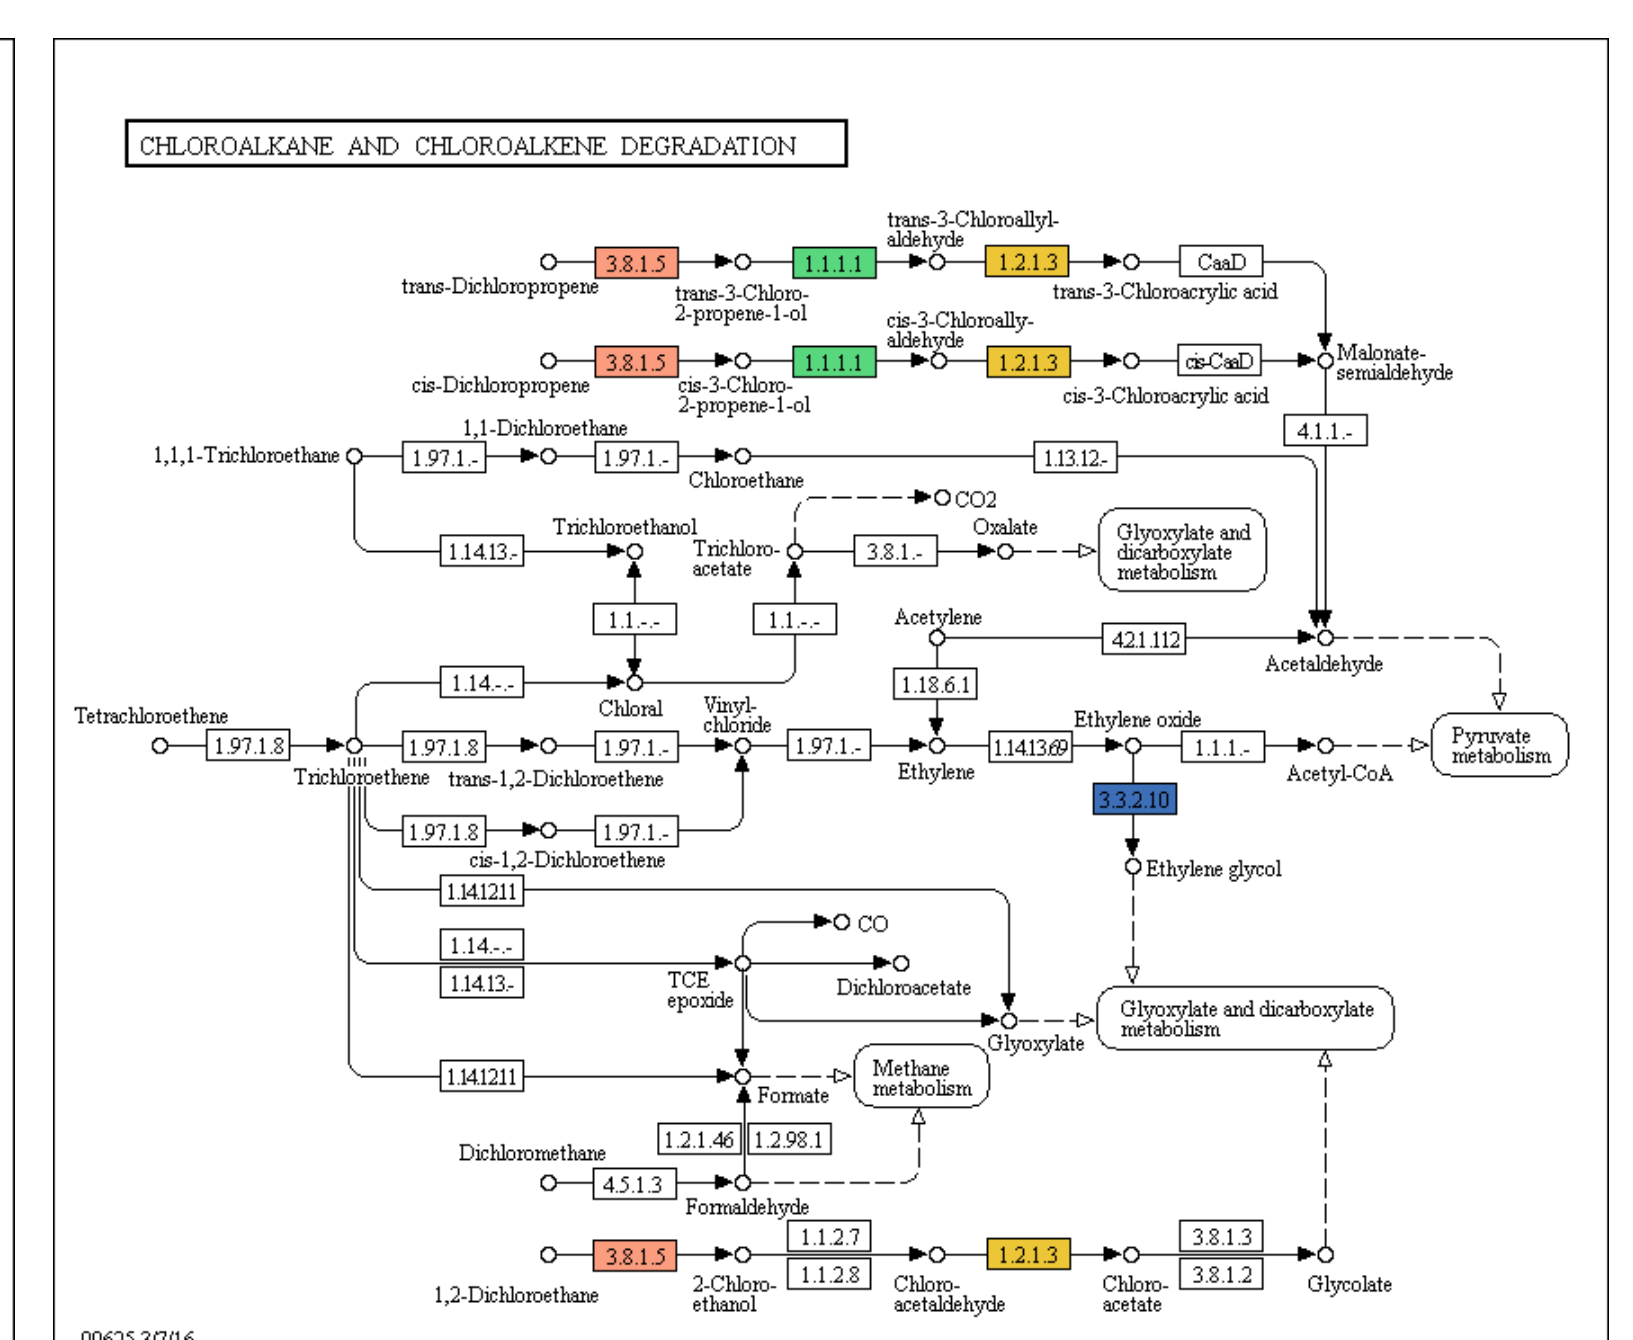 CHLOROALKANE AND CHLOROALKENE DEGRADATION
trans-3-Chloroallyl-
aldehyde
3.8.1.5
1.1.1.1
1.2.1.3
CaaD
trans-Dichloropropene
trans-3-Chloro-
2-propene-1-ol
trans-3-Chloroacrylic acid
cis-3-Chloroally-
aldehyde
3.8.1.5
1.1.1.1
1.2.1.3
cis-CaaD
Malonate-
semialdehyde
cis-Dichloropropene
cis-3-Chloro-
2-propene-1-ol
cis-3-Chloroacrylic acid
4.1.1.-
1,1-Dichloroethane
1,1,1-Trichloroethane
1.97.1.-
1.97.1.-
1.13.12.-
Chloroethane
CO2
Trichloroethanol
Oxalate
1.14.13.-
Trichloro-
acetate
3.8.1.-
Glyoxylate and
dicarboxylate
metabolism
1.1.-.-
1.1.-.-
Acetylene
4.2.1.112
Acetaldehyde
1.14.-.-
1.18.6.1
Chloral
Vinyl-
chloride
Tetrachloroethene
Ethylene oxide
1.97.1.8
1.97.1.8
1.97.1.-
1.97.1.-
1.14.13.69
1.1.1.-
Pyruvate
metabolism
Trichloroethene
trans-1,2-Dichloroethene
Ethylene
Acetyl-CoA
3.3.2.10
1.97.1.8
1.97.1.-
cis-1,2-Dichloroethene
Ethylene glycol
1.14.12.11
CO
1.14.-.-
1.14.13.-
TCE
epoxide
Dichloroacetate
Glyoxylate and dicarboxylate
metabolism
Glyoxylate
1.14.12.11
Methane
metabolism
Formate
1.2.1.46
1.2.98.1
Dichloromethane
4.5.1.3
Formaldehyde
1.1.2.7
3.8.1.3
3.8.1.5
1.2.1.3
1.1.2.8
3.8.1.2
1,2-Dichloroethane
2-Chloro-
ethanol
Chloro-
acetaldehyde
Chloro-
acetate
Glycolate
00625 3/7/16